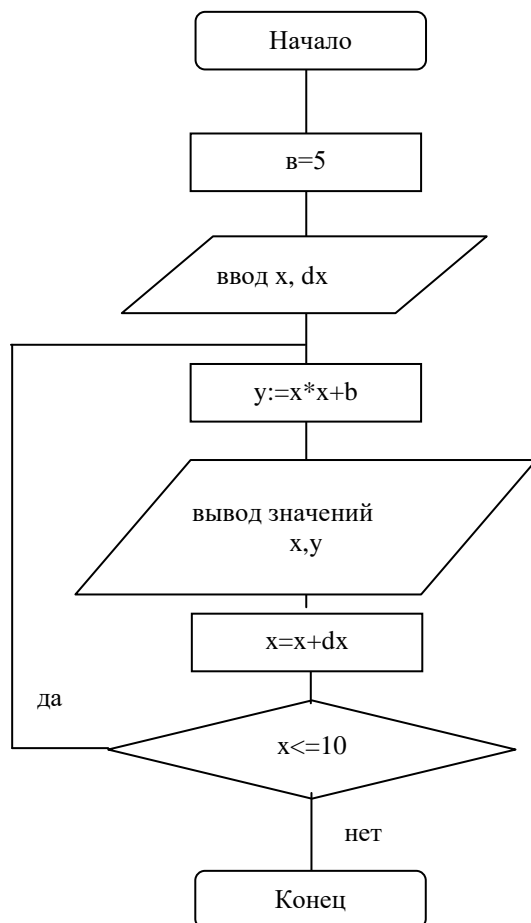 Начало
в=5
ввод x, dx
y:=x*x+b
вывод значений
x,y
x=x+dx
да
x<=10
нет
Конец